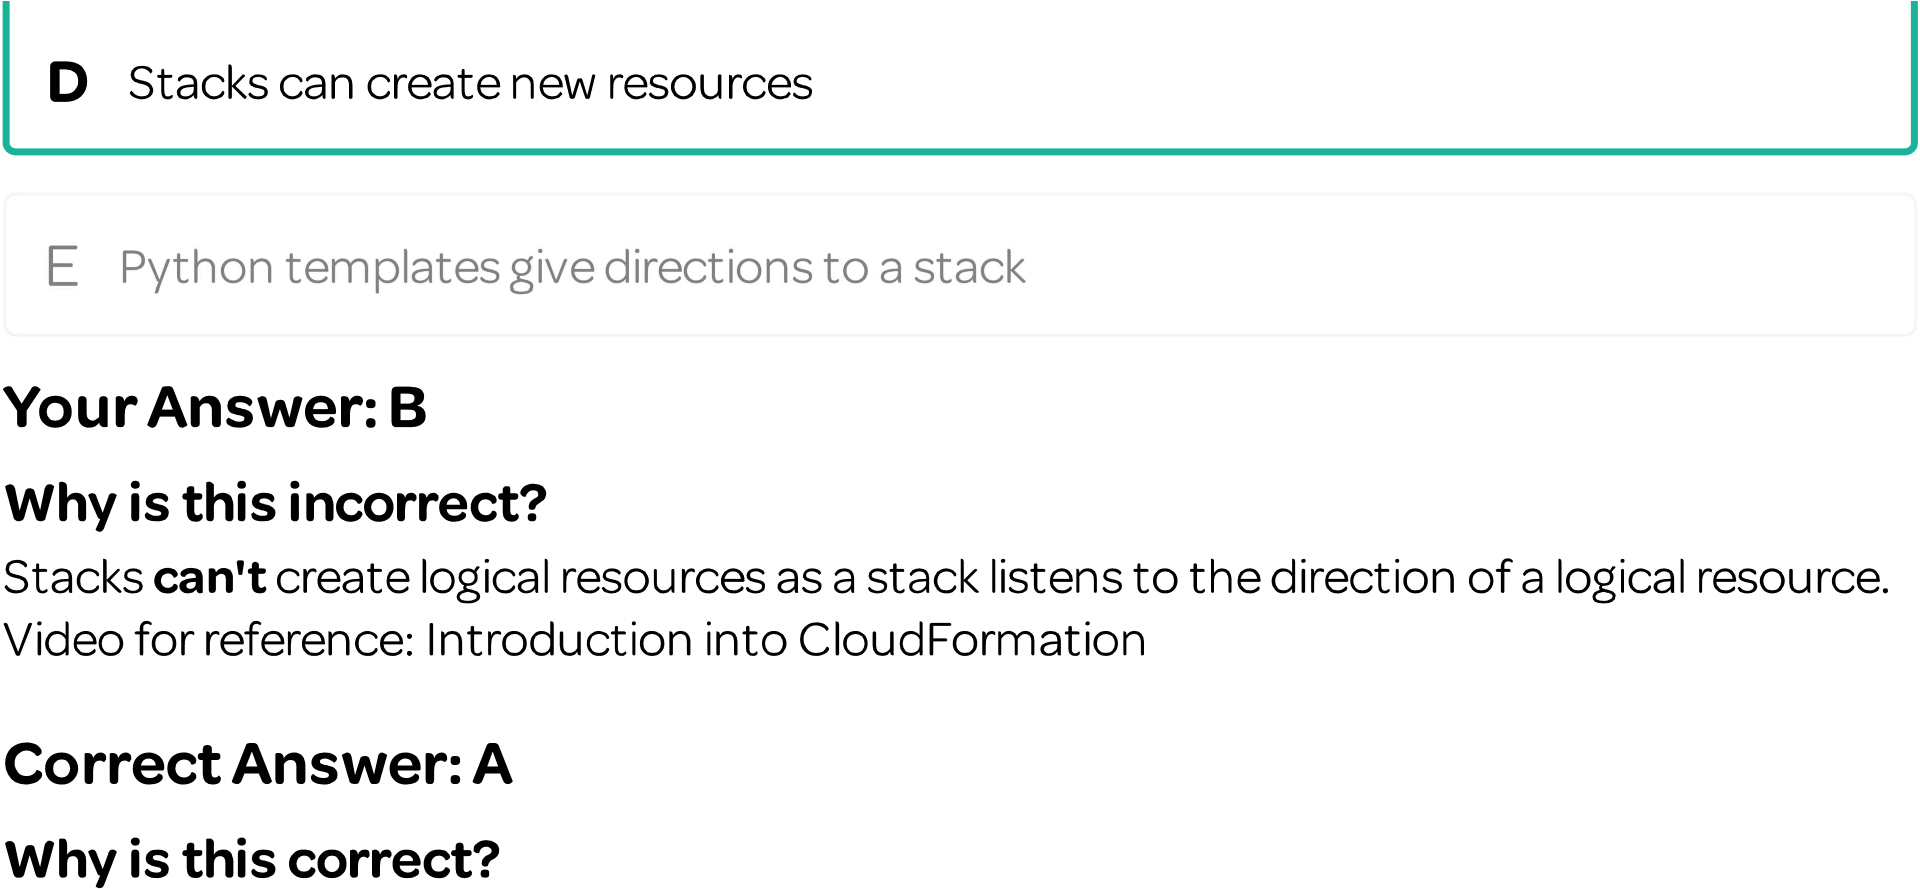 D Stacks can create new resources
E Python templates give directions to a stack
Your Answer: B
Why is this incorrect?
Stacks can't create logical resources as a stack listens to the direction of a logical resource.
Video for reference: Introduction into CloudFormation
Correct Answer: A
Why is this correct?